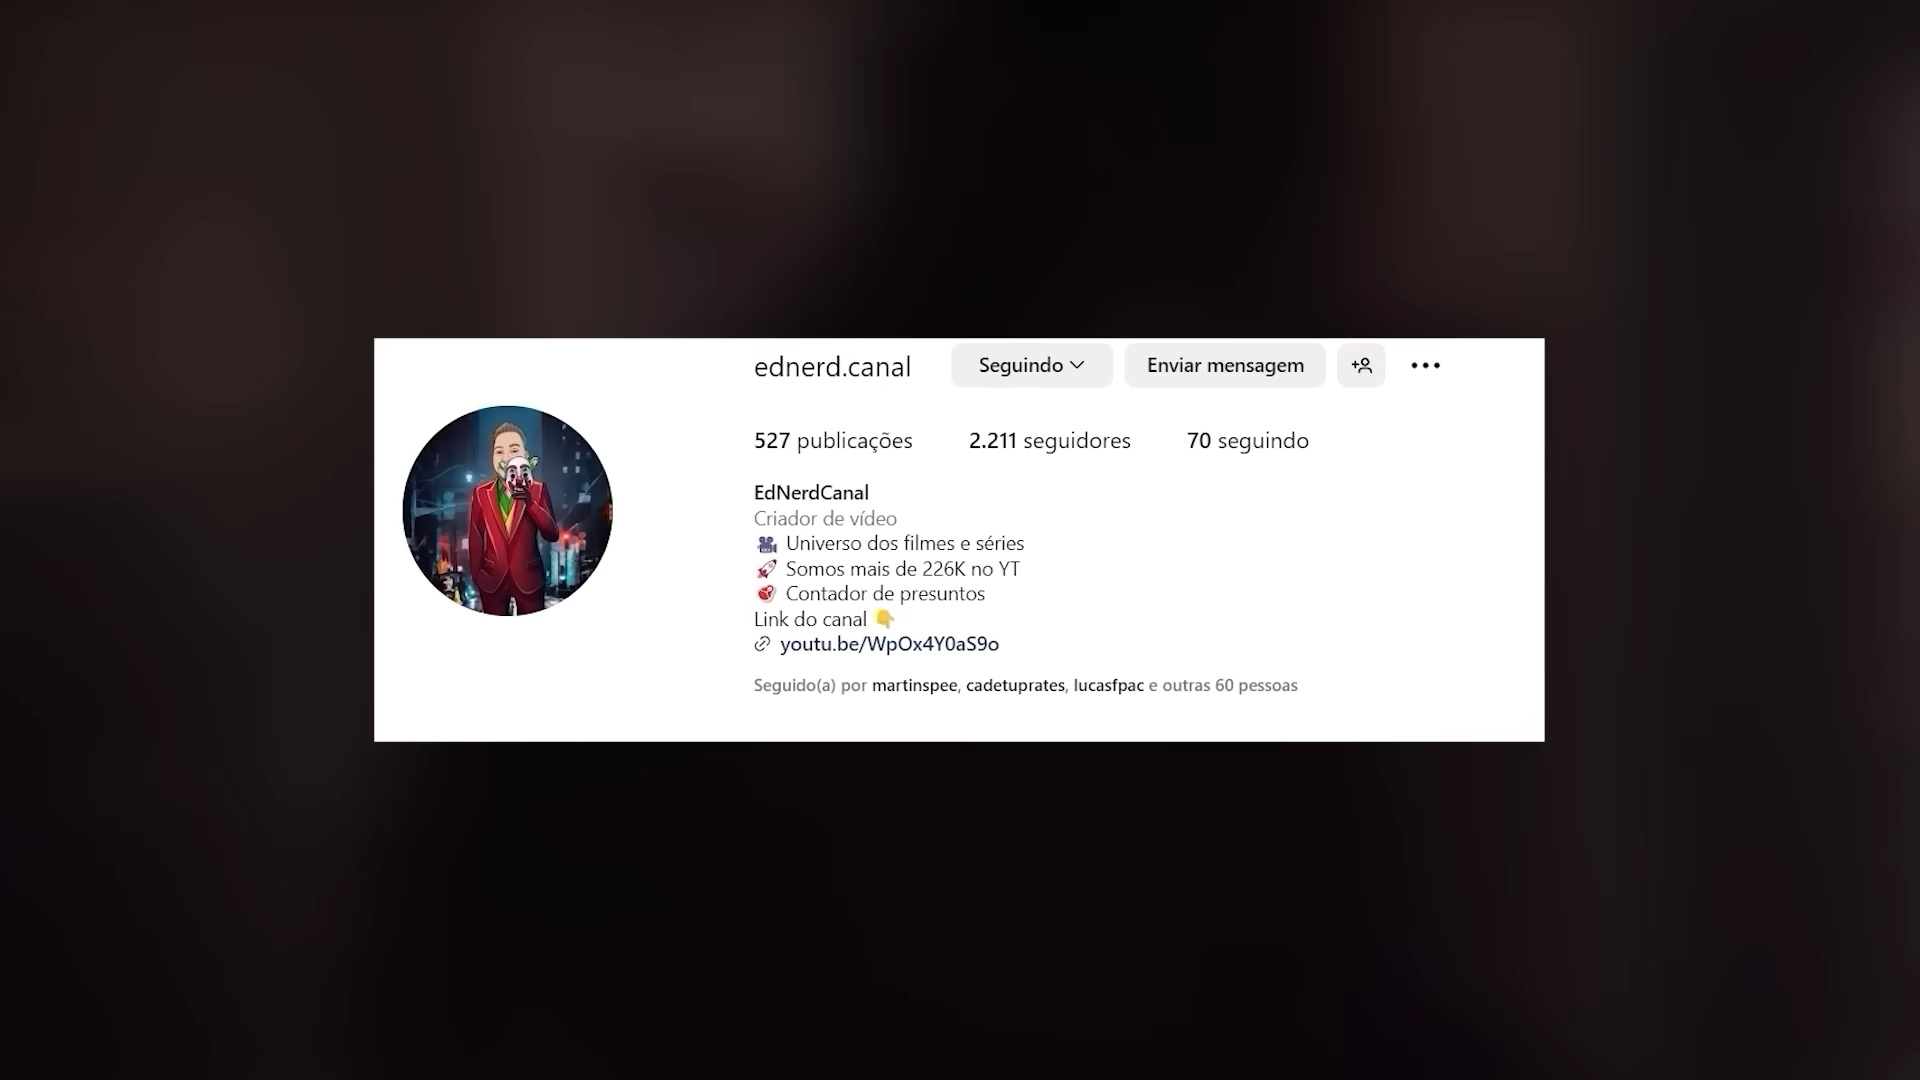 ednerd.canal Seguindo Enviar mensagem
527 publicações 2.211 seguidores 70 seguindo
EdNerdCanal
Criador de vídeo
🎥 Universo dos filmes e séries
🚀 Somos mais de 226K no YT
🥩 Contador de presuntos
Link do canal 👇
youtu.be/WpOx4Y0aS9o
Seguido(a) por martinspee, cadetuprates, lucasfpac e outras 60 pessoas